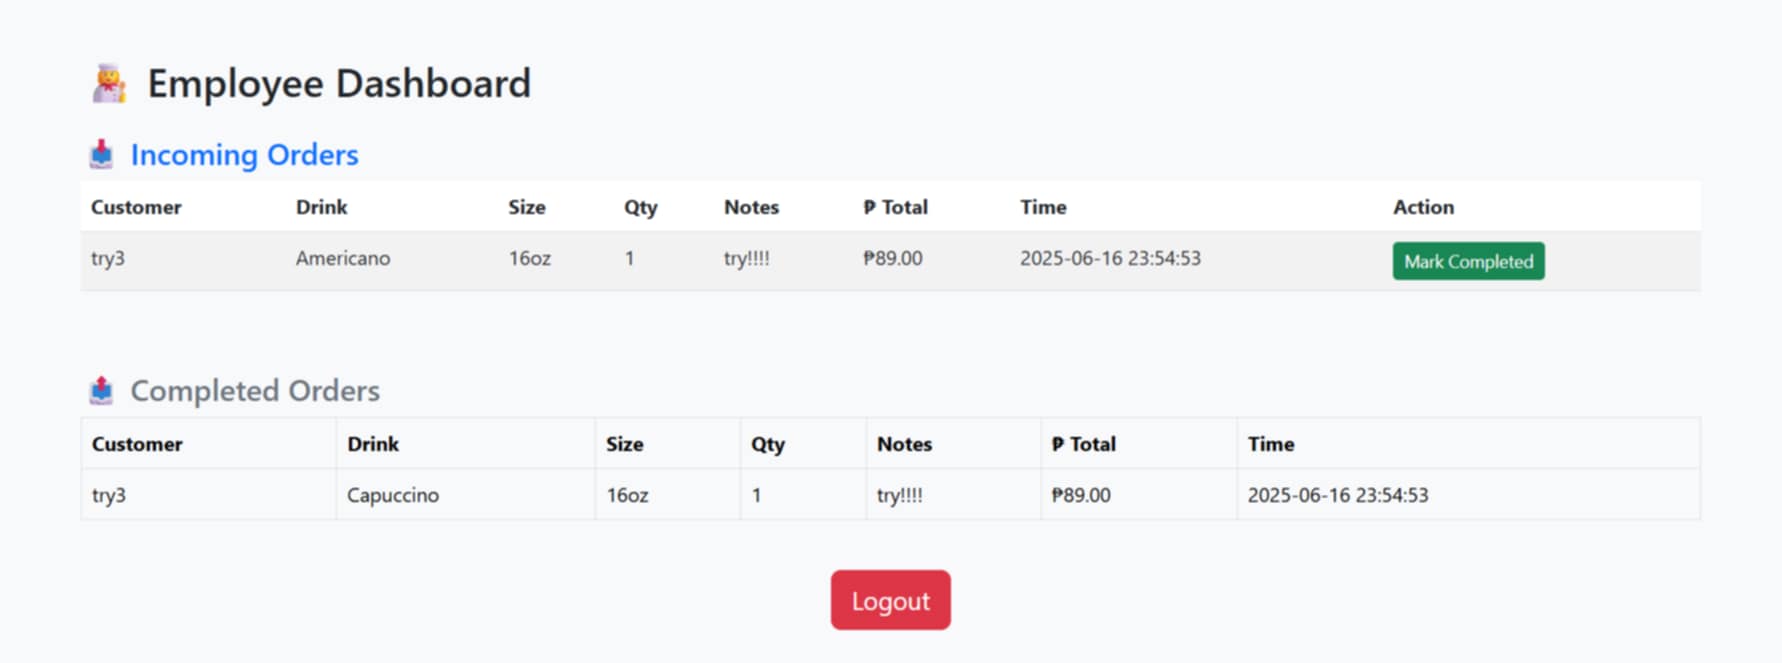 Employee Dashboard
Incoming Orders
Customer Drink Size Qty Notes ₱ Total Time Action
try3 Americano 16oz 1 try!!!! ₱89.00 2025-06-16 23:54:53 Mark Completed
Completed Orders
Customer Drink Size Qty Notes ₱ Total Time
try3 Capuccino 16oz 1 try!!!! ₱89.00 2025-06-16 23:54:53
Logout